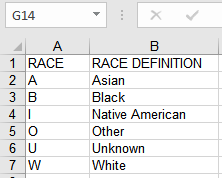 G14
A B
1 RACE RACE DEFINITION
2 A Asian
3 B Black
4 I Native American
5 O Other
6 U Unknown
7 W White